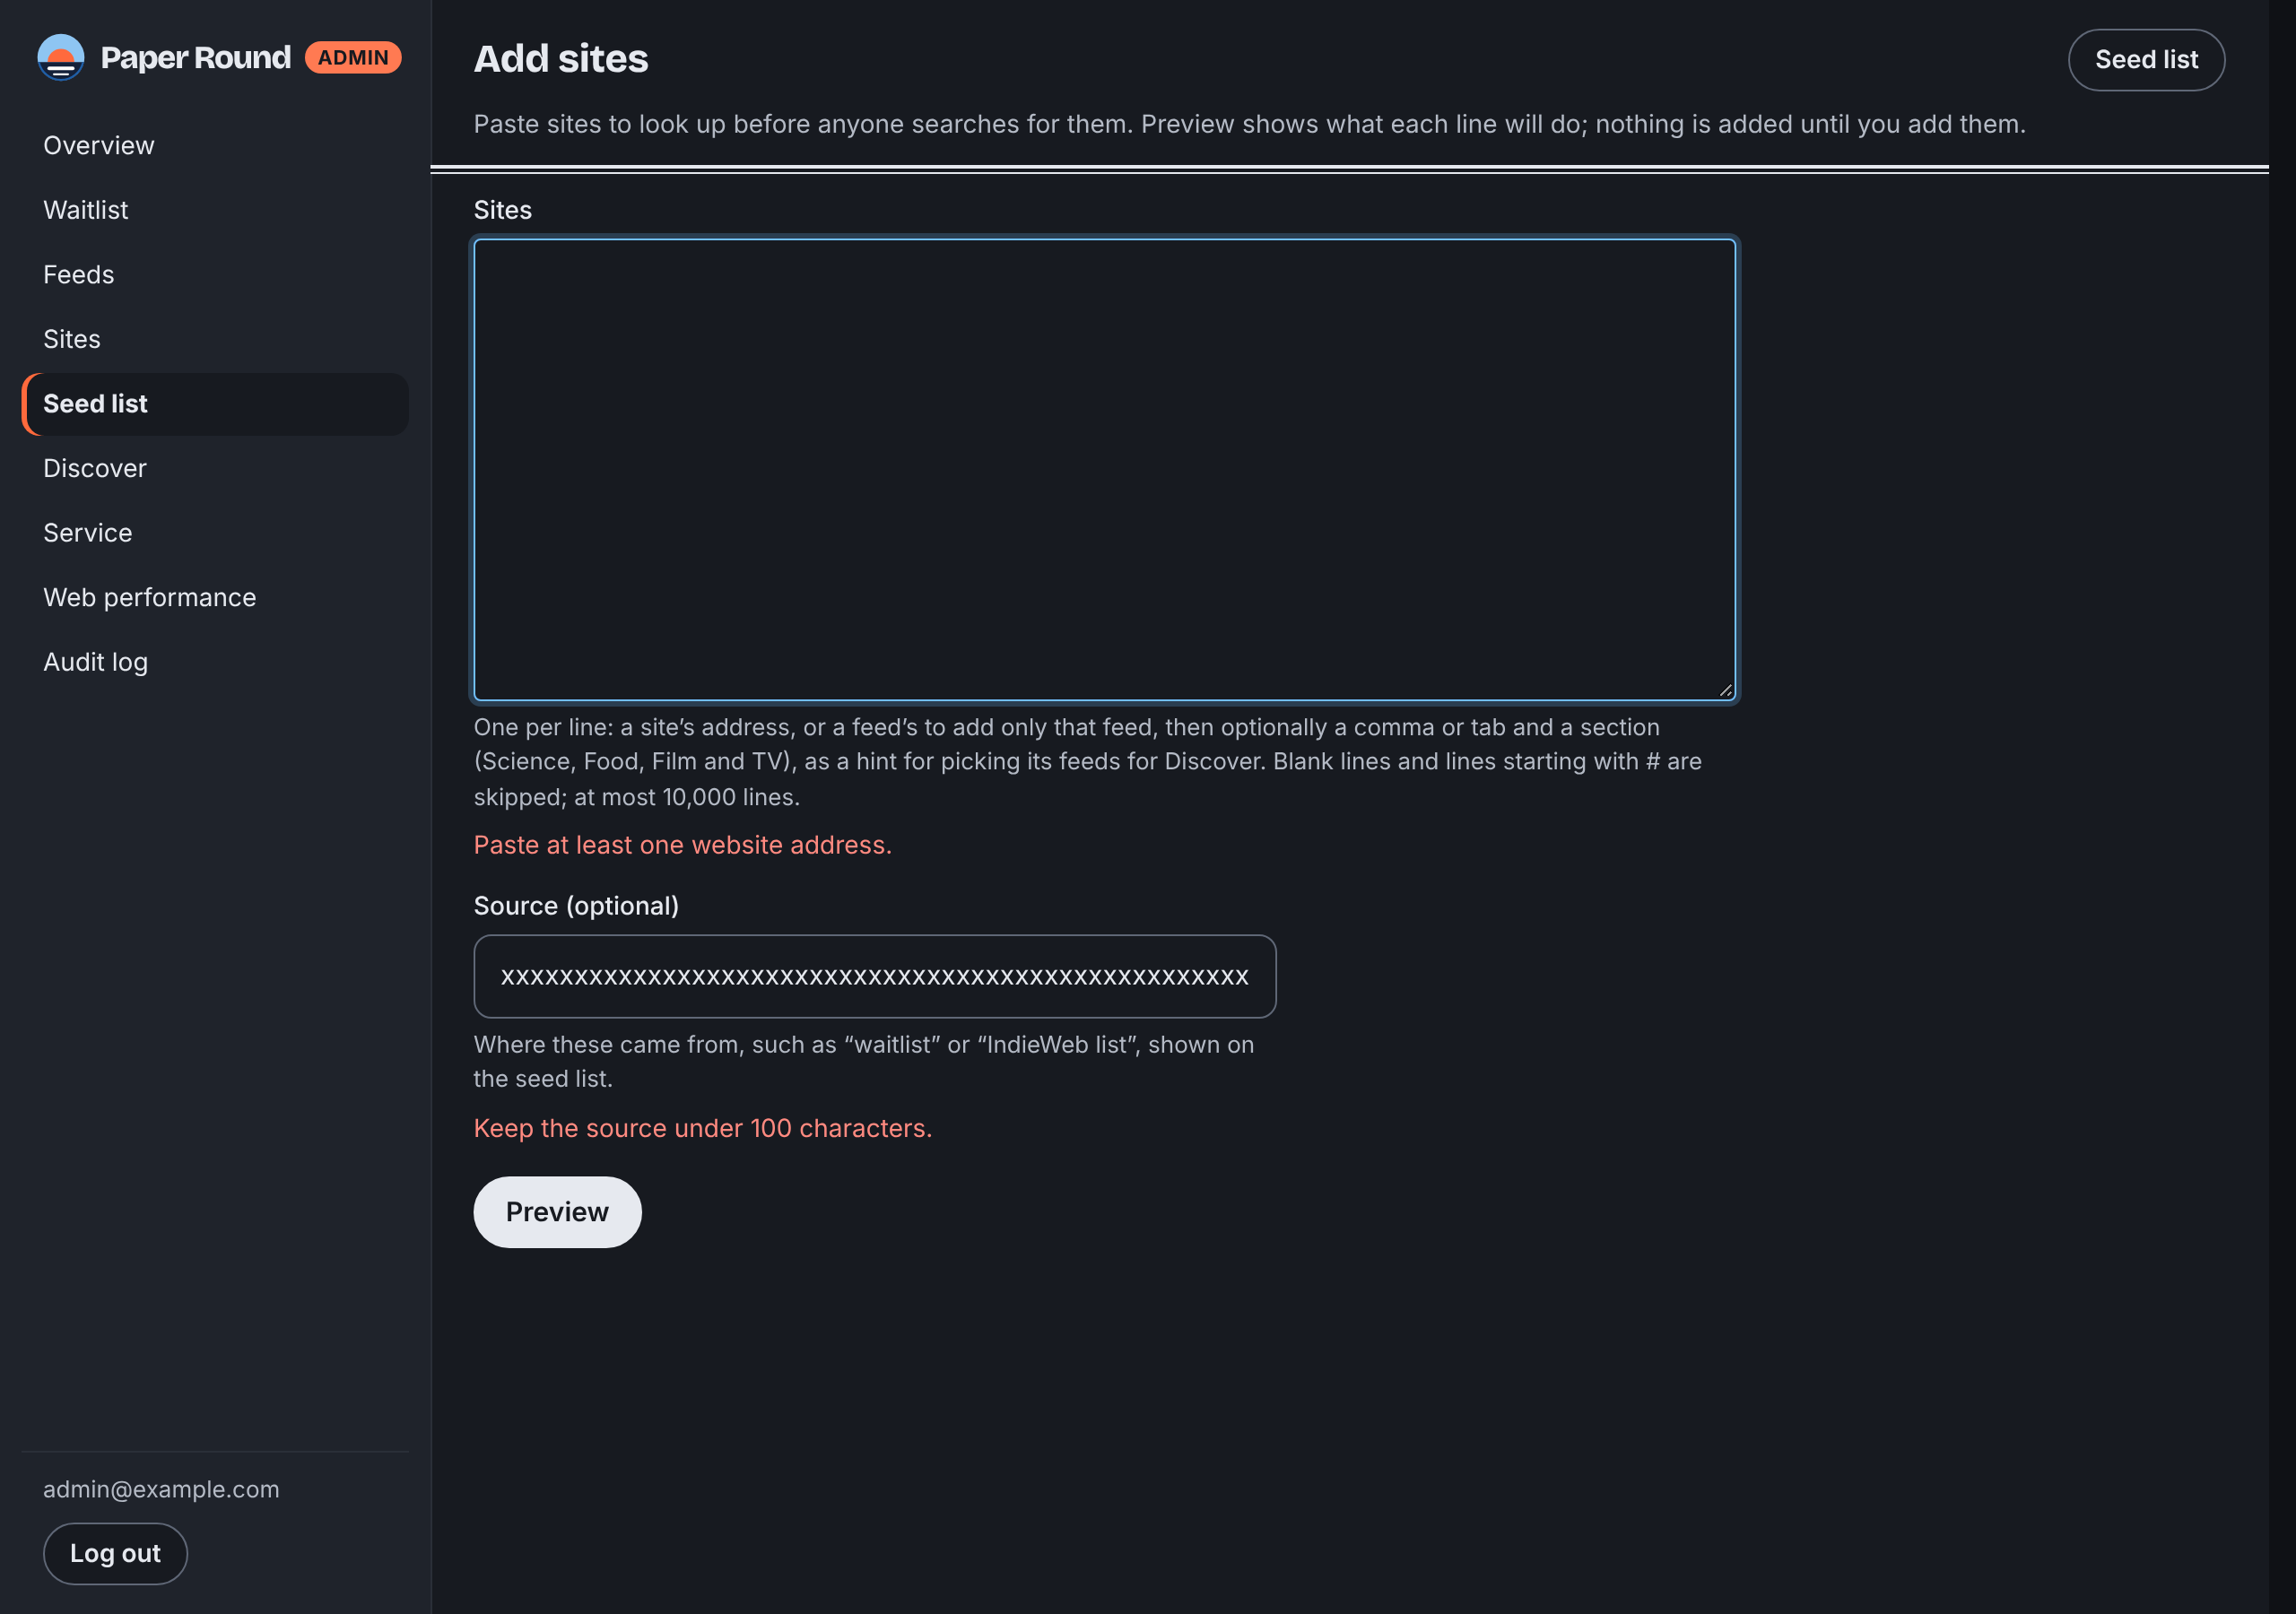 Paper Round ADMIN
Overview
Waitlist
Feeds
Sites
Seed list
Discover
Service
Web performance
Audit log
admin@example.com
Log out
Add sites
Seed list
Paste sites to look up before anyone searches for them. Preview shows what each line will do; nothing is added until you add them.
Sites
One per line: a site’s address, or a feed’s to add only that feed, then optionally a comma or tab and a section
(Science, Food, Film and TV), as a hint for picking its feeds for Discover. Blank lines and lines starting with # are
skipped; at most 10,000 lines.
Paste at least one website address.
Source (optional)
xxxxxxxxxxxxxxxxxxxxxxxxxxxxxxxxxxxxxxxxxxxxxxxxxxx
Where these came from, such as “waitlist” or “IndieWeb list”, shown on
the seed list.
Keep the source under 100 characters.
Preview